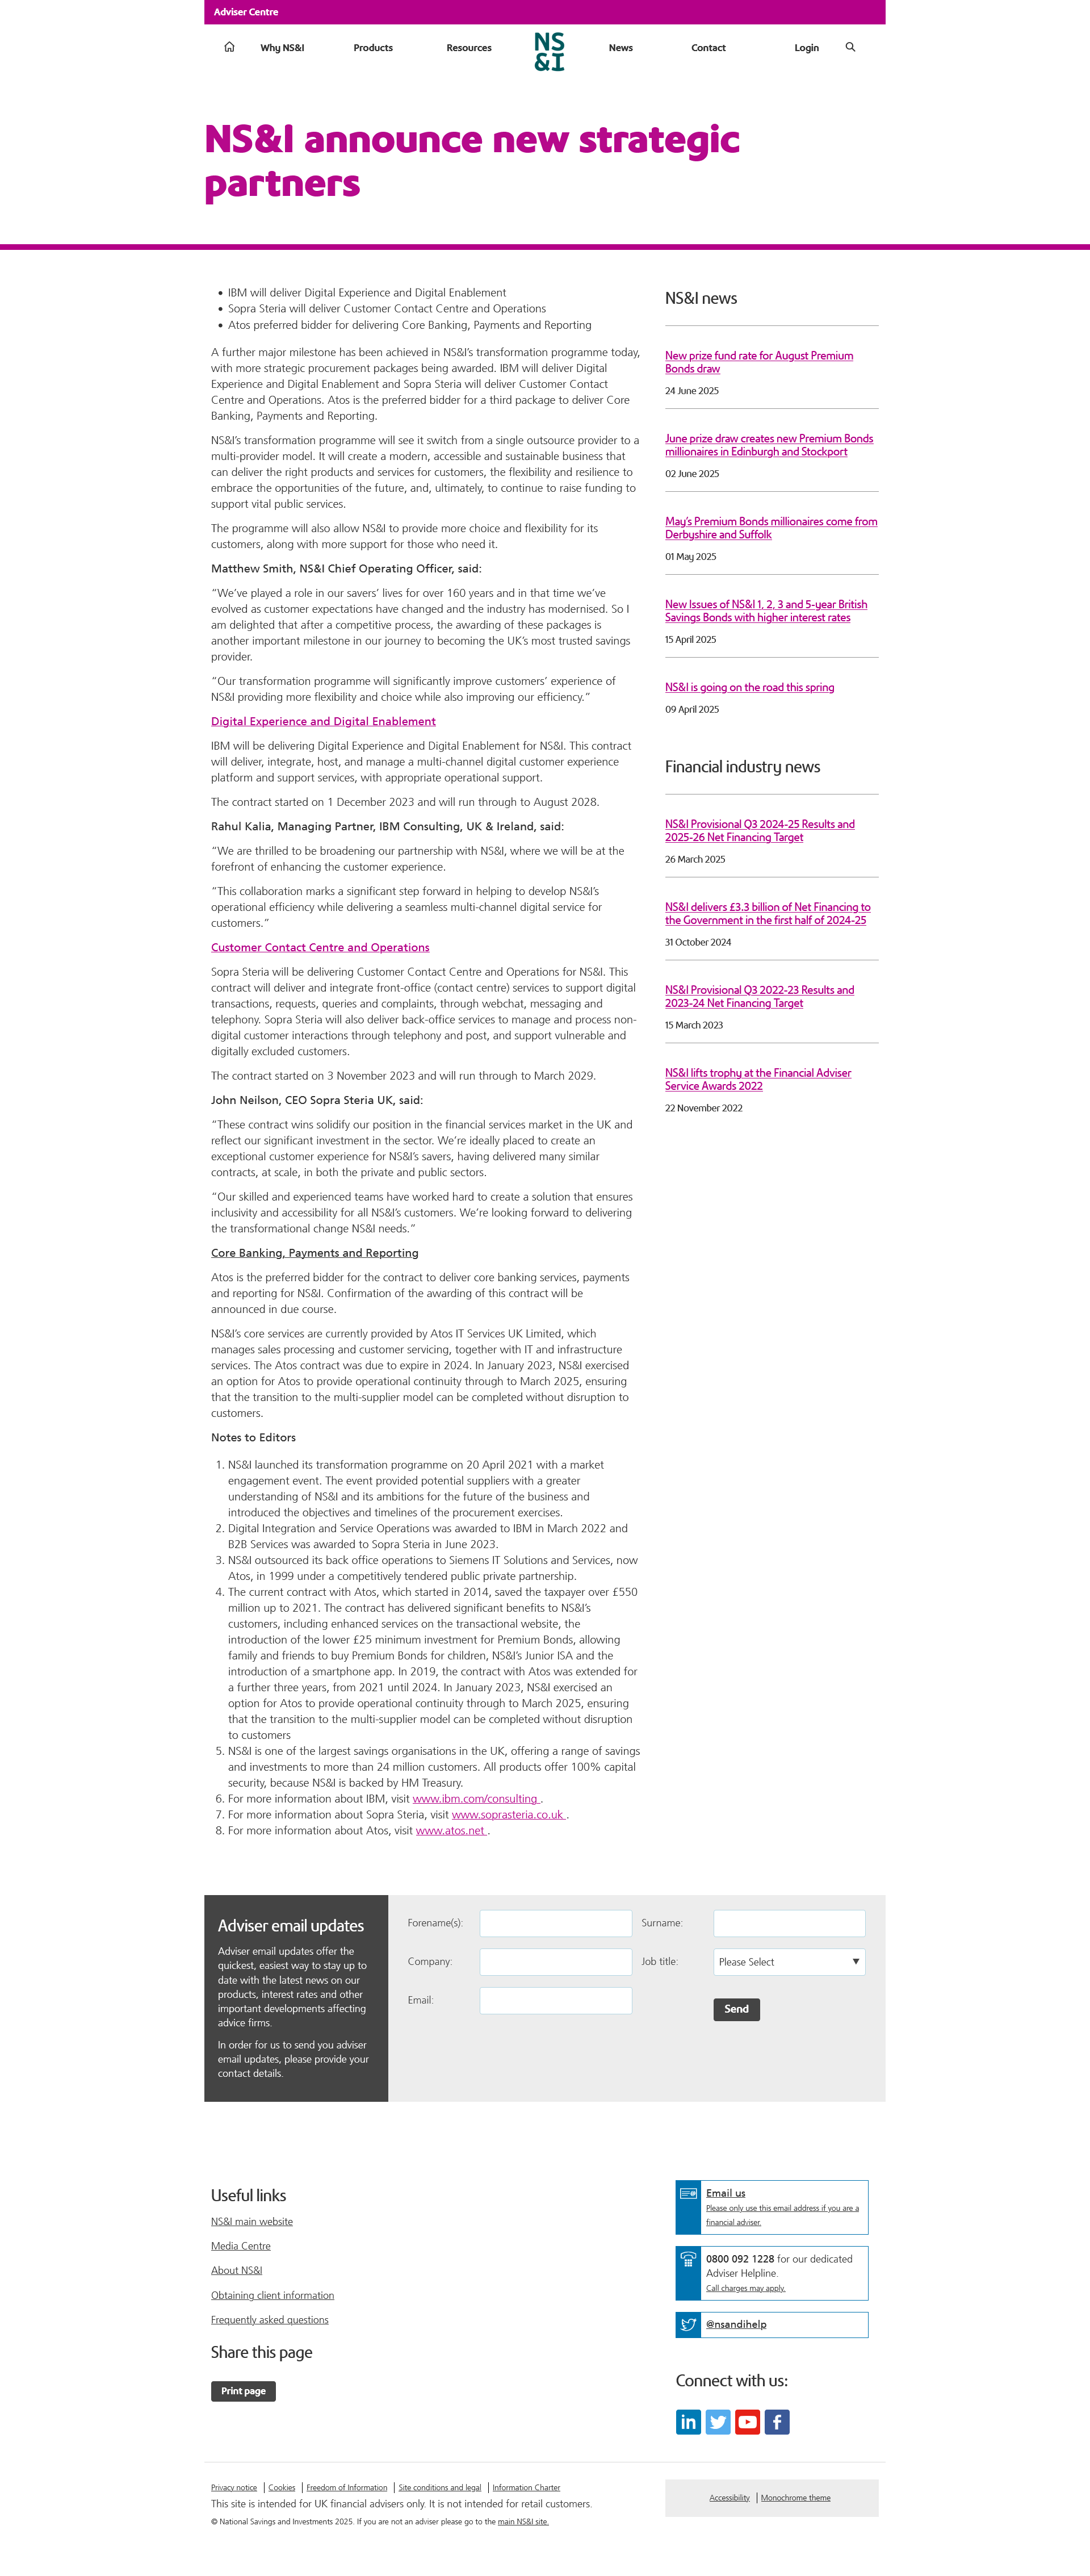 Adviser Centre
Why NS&I
Products
Resources
NS
&I
News
Contact
Login
NS&I announce new strategic
partners
• IBM will deliver Digital Experience and Digital Enablement
• Sopra Steria will deliver Customer Contact Centre and Operations
• Atos preferred bidder for delivering Core Banking, Payments and Reporting
A further major milestone has been achieved in NS&I’s transformation programme today,
with more strategic procurement packages being awarded. IBM will deliver Digital
Experience and Digital Enablement and Sopra Steria will deliver Customer Contact
Centre and Operations. Atos is the preferred bidder for a third package to deliver Core
Banking, Payments and Reporting.
NS&I’s transformation programme will see it switch from a single outsource provider to a
multi-provider model. It will create a modern, accessible and sustainable business that
can deliver the right products and services for customers, the flexibility and resilience to
embrace the opportunities of the future, and, ultimately, to continue to raise funding to
support vital public services.
The programme will also allow NS&I to provide more choice and flexibility for its
customers, along with more support for those who need it.
Matthew Smith, NS&I Chief Operating Officer, said:
“We’ve played a role in our savers’ lives for over 160 years and in that time we’ve
evolved as customer expectations have changed and the industry has modernised. So I
am delighted that after a competitive process, the awarding of these packages is
another important milestone in our journey to becoming the UK’s most trusted savings
provider.
“Our transformation programme will significantly improve customers’ experience of
NS&I providing more flexibility and choice while also improving our efficiency.”
Digital Experience and Digital Enablement
IBM will be delivering Digital Experience and Digital Enablement for NS&I. This contract
will deliver, integrate, host, and manage a multi-channel digital customer experience
platform and support services, with appropriate operational support.
The contract started on 1 December 2023 and will run through to August 2028.
Rahul Kalia, Managing Partner, IBM Consulting, UK & Ireland, said:
“We are thrilled to be broadening our partnership with NS&I, where we will be at the
forefront of enhancing the customer experience.
“This collaboration marks a significant step forward in helping to develop NS&I’s
operational efficiency while delivering a seamless multi-channel digital service for
customers.”
Customer Contact Centre and Operations
Sopra Steria will be delivering Customer Contact Centre and Operations for NS&I. This
contract will deliver and integrate front-office (contact centre) services to support digital
transactions, requests, queries and complaints, through webchat, messaging and
telephony. Sopra Steria will also deliver back-office services to manage and process non-
digital customer interactions through telephony and post, and support vulnerable and
digitally excluded customers.
The contract started on 3 November 2023 and will run through to March 2029.
John Neilson, CEO Sopra Steria UK, said:
“These contract wins solidify our position in the financial services market in the UK and
reflect our significant investment in the sector. We’re ideally placed to create an
exceptional customer experience for NS&I’s savers, having delivered many similar
contracts, at scale, in both the private and public sectors.
“Our skilled and experienced teams have worked hard to create a solution that ensures
inclusivity and accessibility for all NS&I’s customers. We’re looking forward to delivering
the transformational change NS&I needs.”
Core Banking, Payments and Reporting
Atos is the preferred bidder for the contract to deliver core banking services, payments
and reporting for NS&I. Confirmation of the awarding of this contract will be
announced in due course.
NS&I’s core services are currently provided by Atos IT Services UK Limited, which
manages sales processing and customer servicing, together with IT and infrastructure
services. The Atos contract was due to expire in 2024. In January 2023, NS&I exercised
an option for Atos to provide operational continuity through to March 2025, ensuring
that the transition to the multi-supplier model can be completed without disruption to
customers.
Notes to Editors
1. NS&I launched its transformation programme on 20 April 2021 with a market
engagement event. The event provided potential suppliers with a greater
understanding of NS&I and its ambitions for the future of the business and
introduced the objectives and timelines of the procurement exercises.
2. Digital Integration and Service Operations was awarded to IBM in March 2022 and
B2B Services was awarded to Sopra Steria in June 2023.
3. NS&I outsourced its back office operations to Siemens IT Solutions and Services, now
Atos, in 1999 under a competitively tendered public private partnership.
4. The current contract with Atos, which started in 2014, saved the taxpayer over £550
million up to 2021. The contract has delivered significant benefits to NS&I’s
customers, including enhanced services on the transactional website, the
introduction of the lower £25 minimum investment for Premium Bonds, allowing
family and friends to buy Premium Bonds for children, NS&I’s Junior ISA and the
introduction of a smartphone app. In 2019, the contract with Atos was extended for
a further three years, from 2021 until 2024. In January 2023, NS&I exercised an
option for Atos to provide operational continuity through to March 2025, ensuring
that the transition to the multi-supplier model can be completed without disruption
to customers
5. NS&I is one of the largest savings organisations in the UK, offering a range of savings
and investments to more than 24 million customers. All products offer 100% capital
security, because NS&I is backed by HM Treasury.
6. For more information about IBM, visit www.ibm.com/consulting .
7. For more information about Sopra Steria, visit www.soprasteria.co.uk .
8. For more information about Atos, visit www.atos.net .
NS&I news
New prize fund rate for August Premium
Bonds draw
24 June 2025
June prize draw creates new Premium Bonds
millionaires in Edinburgh and Stockport
02 June 2025
May’s Premium Bonds millionaires come from
Derbyshire and Suffolk
01 May 2025
New Issues of NS&I 1, 2, 3 and 5-year British
Savings Bonds with higher interest rates
15 April 2025
NS&I is going on the road this spring
09 April 2025
Financial industry news
NS&I Provisional Q3 2024-25 Results and
2025-26 Net Financing Target
26 March 2025
NS&I delivers £3.3 billion of Net Financing to
the Government in the first half of 2024-25
31 October 2024
NS&I Provisional Q3 2022-23 Results and
2023-24 Net Financing Target
15 March 2023
NS&I lifts trophy at the Financial Adviser
Service Awards 2022
22 November 2022
Adviser email updates
Adviser email updates offer the
quickest, easiest way to stay up to
date with the latest news on our
products, interest rates and other
important developments affecting
advice firms.
In order for us to send you adviser
email updates, please provide your
contact details.
Forename(s):
Surname:
Company:
Job title:
Please Select
Email:
Send
Useful links
NS&I main website
Media Centre
About NS&I
Obtaining client information
Frequently asked questions
Share this page
Print page
Email us
Please only use this email address if you are a
financial adviser.
0800 092 1228 for our dedicated
Adviser Helpline.
Call charges may apply.
@nsandihelp
Connect with us:
Privacy notice | Cookies | Freedom of Information | Site conditions and legal | Information Charter
This site is intended for UK financial advisers only. It is not intended for retail customers.
© National Savings and Investments 2025. If you are not an adviser please go to the main NS&I site.
Accessibility | Monochrome theme